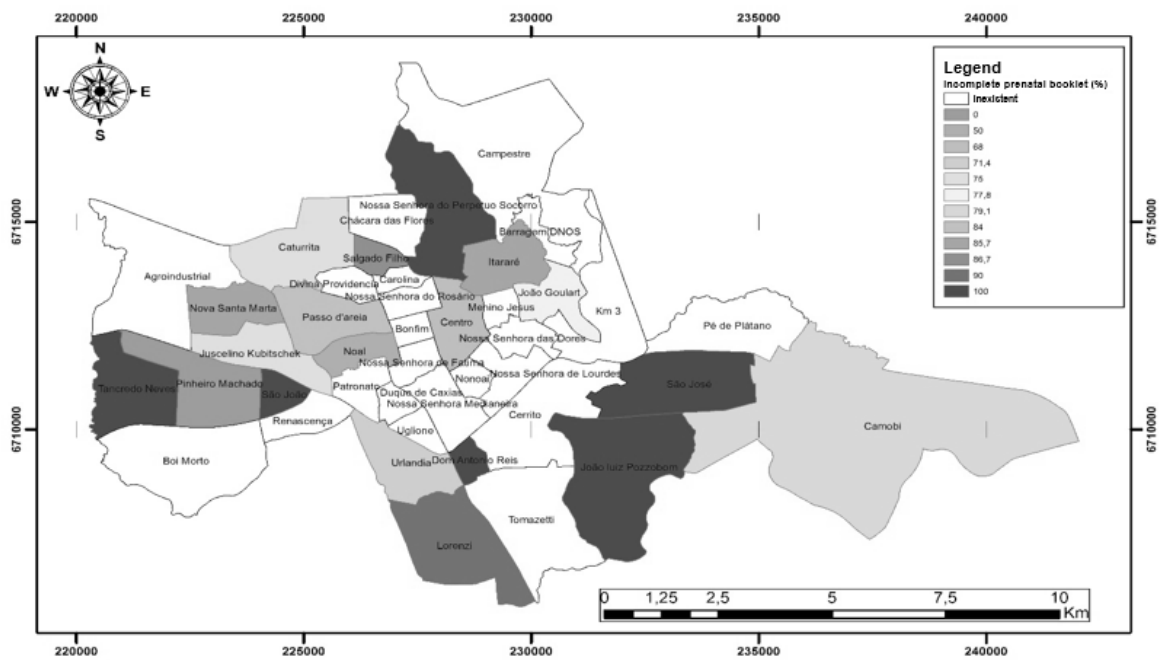 220000 225000 230000 235000 240000
N
W E
S
Legend
Incomplete prenatal booklet (%)
Inexistent
0
50
68
71,4
75
77,8
79,1
84
85,7
86,7
90
100
6715000 6715000
6710000 6710000
Campestre
Nossa Senhora do Perpetuo Socorro
Chácara das Flores
Barragem DNOS
Caturrita
Salgado Filho
Itararé
Agroindustrial
Divina Providencia
Carolina
Nossa Senhora do Rosário
João Goulart
Nova Santa Marta
Menino Jesus
Km 3
Passo d'areia
Centro
Bonfim
Pé de Plátano
Nossa Senhora das Dores
Juscelino Kubitschek
Noal
Nossa Senhora de Fatima
Nossa Senhora de Lourdes
Nonoai
Tancredo Neves
Pinheiro Machado
São João
Patronato
Duque de Caxias
Nossa Senhora Medianeira
São José
Cerrito
Renascença
Uglione
Camobi
Boi Morto
Urlandia
Dom Antonio Reis
João luiz Pozzobom
Tomazetti
Lorenzi
0 1,25 2,5 5 7,5 10
Km
220000 225000 230000 235000 240000